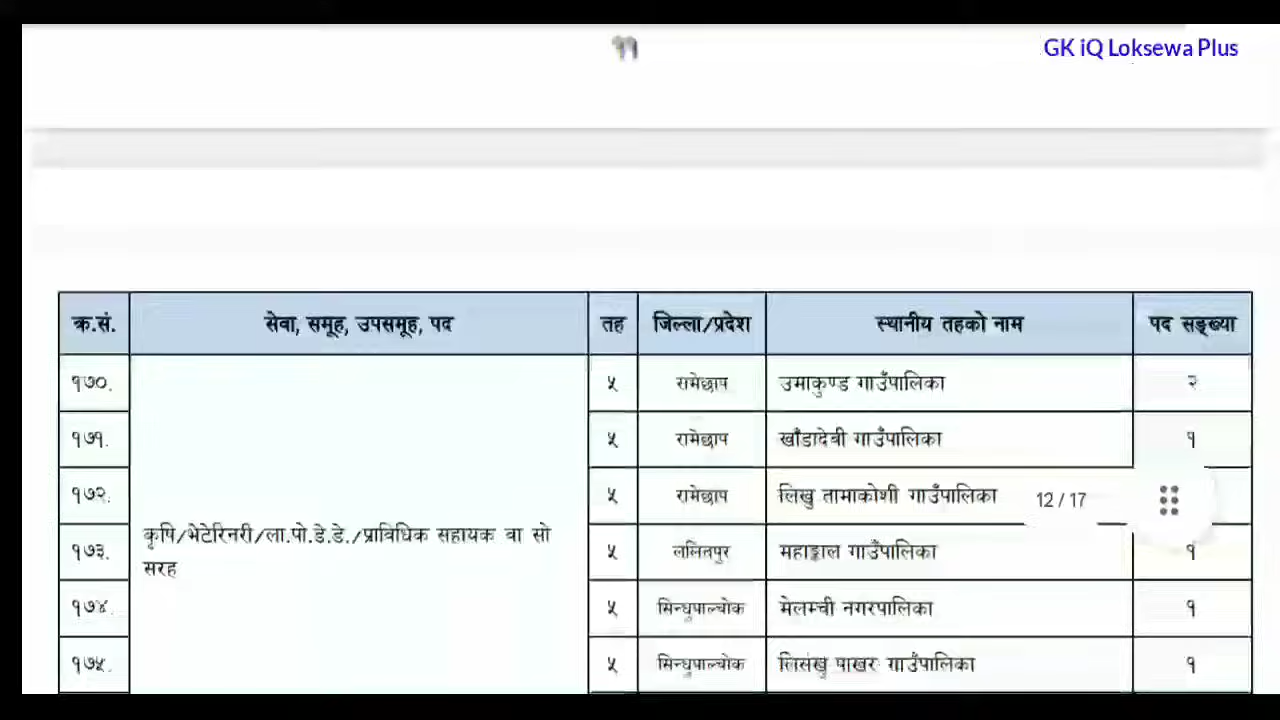 ११
GK iQ Loksewa Plus
क्र.सं. सेवा, समूह, उपसमूह, पद तह जिल्ला/प्रदेश स्थानीय तहको नाम पद सङ्ख्या
१७०. ५ रामेछाप उमाकुण्ड गाउँपालिका २
१७१. ५ रामेछाप खाँडादेवी गाउँपालिका १
१७२. ५ रामेछाप लिखु तामाकोशी गाउँपालिका
12 / 17
कृषि/भेटेरिनरी/ला.पो.डे.डे./प्राविधिक सहायक वा सो
सरह
१७३. ५ ललितपुर महाङ्काल गाउँपालिका १
१७४. ५ सिन्धुपाल्चोक मेलम्ची नगरपालिका १
१७५. ५ सिन्धुपाल्चोक लिसंखु पाखर गाउँपालिका १